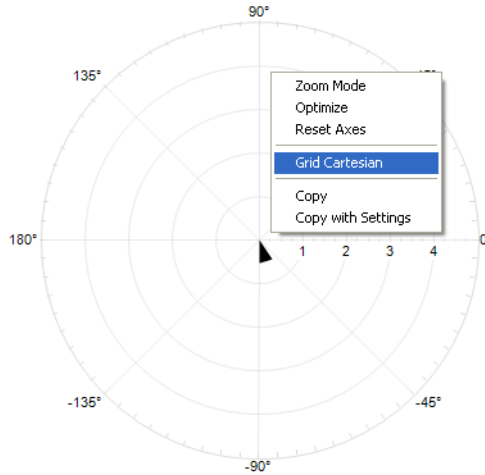 90°
135°
Zoom Mode
Optimize
Reset Axes
Grid Cartesian
Copy
Copy with Settings
180°
1 2 3 4
-135°
-45°
-90°